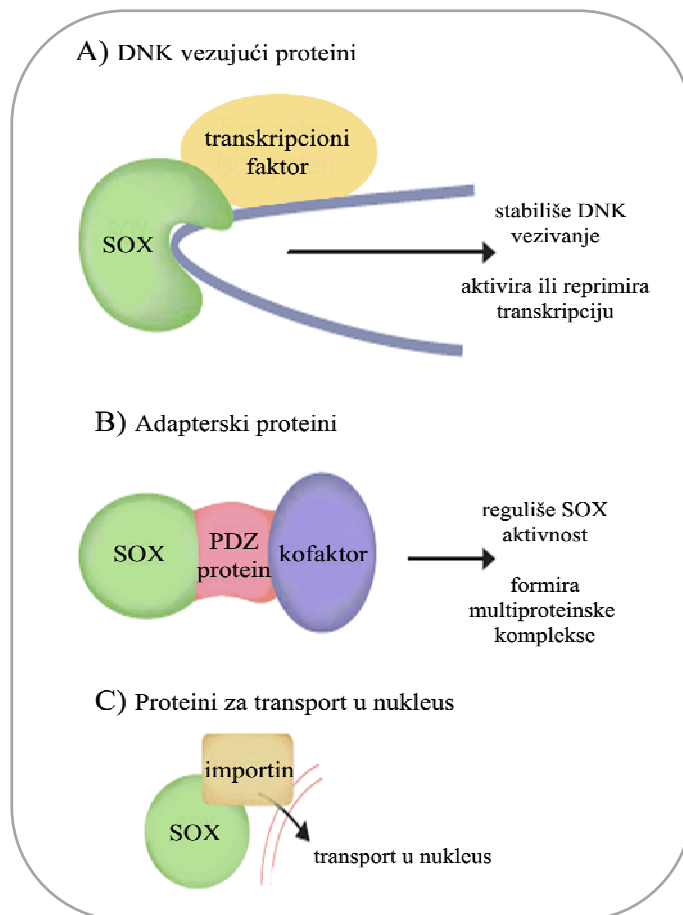 A) DNK vezujući proteini
transkripcioni
faktor
SOX
stabiliše DNK
vezivanje
aktivira ili reprimira
transkripciju
B) Adapterski proteini
SOX
PDZ
protein
kofaktor
reguliše SOX
aktivnost
formira
multiproteinske
komplekse
C) Proteini za transport u nukleus
importin
SOX
transport u nukleus